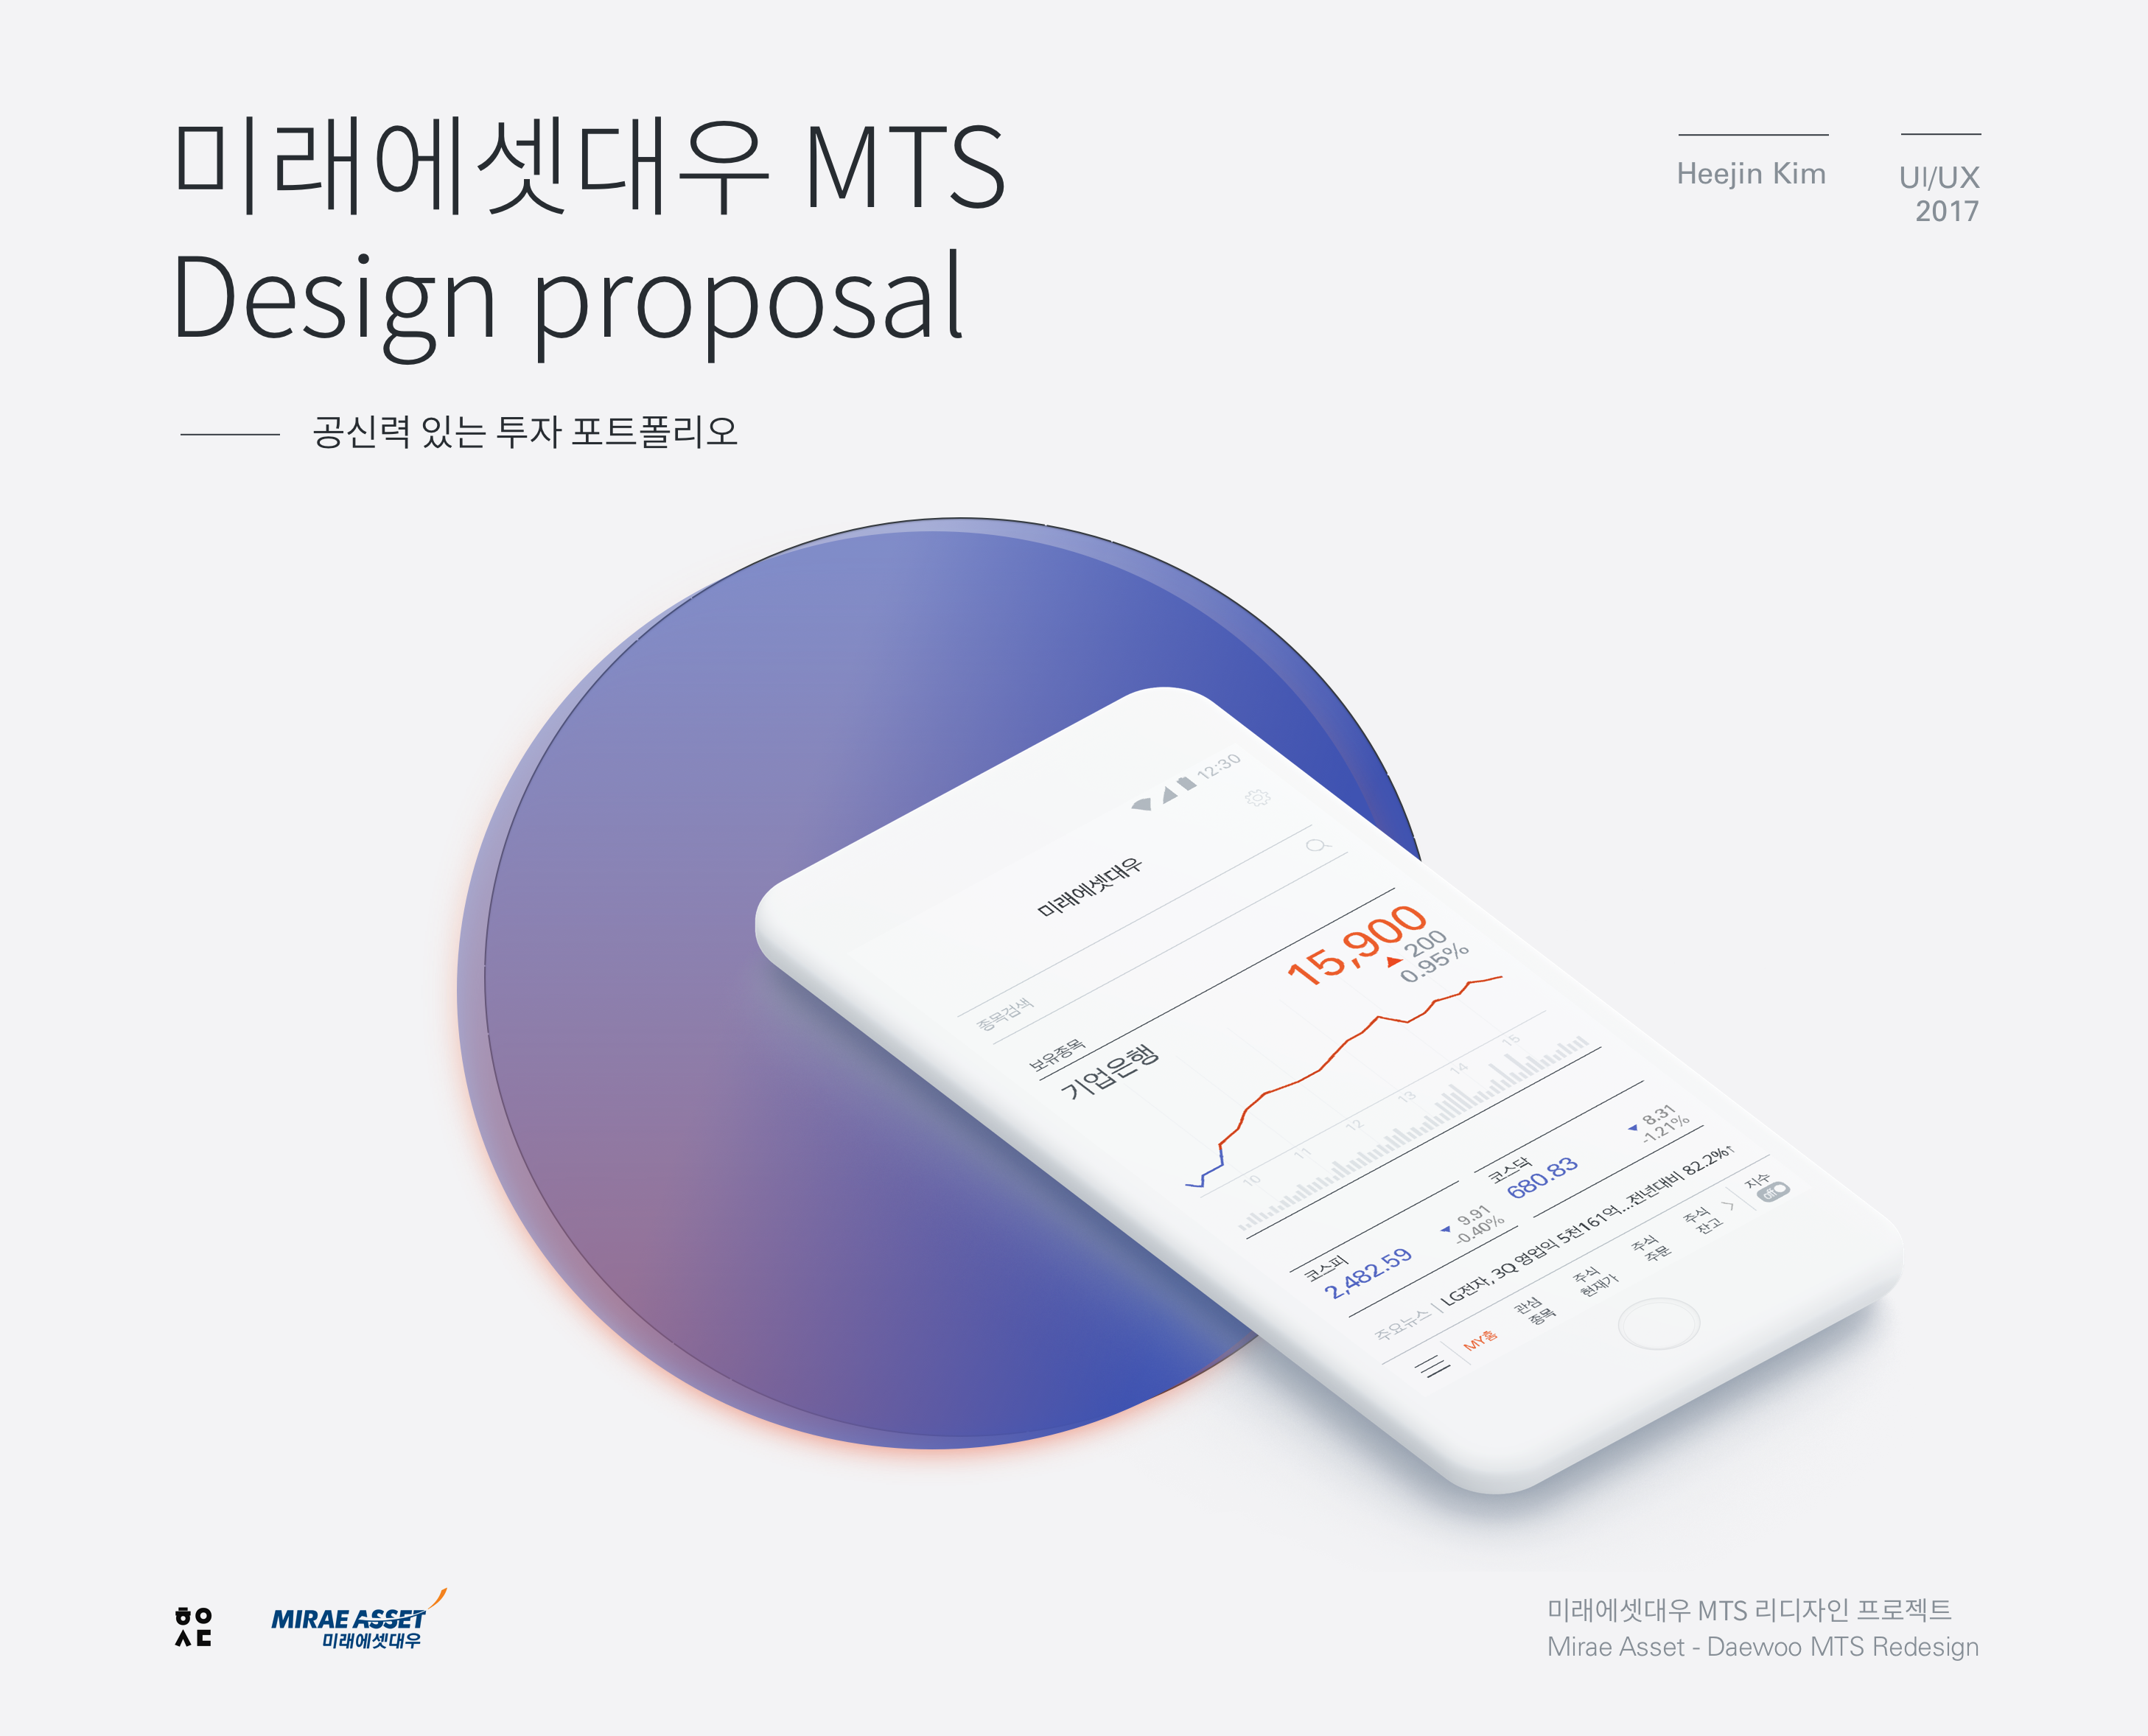 미래에셋대우 MTS
Design proposal
공신력 있는 투자 포트폴리오
Heejin Kim
UI/UX
2017
12:30
미래에셋대우
종목검색
보유종목
기업은행
15,900
▲ 200
0.95%
10 11 12 13 14 15
코스피
2,482.59
▼ 9.91
-0.40%
코스닥
680.83
▼ 8.31
-1.21%
주요뉴스 | LG전자, 3Q 영업익 5천161억...전년대비 82.2%↑
MY홈
관심
종목
주식
현재가
주식
주문
주식
잔고
지수
off
MIRAE ASSET
미래에셋대우
미래에셋대우 MTS 리디자인 프로젝트
Mirae Asset - Daewoo MTS Redesign